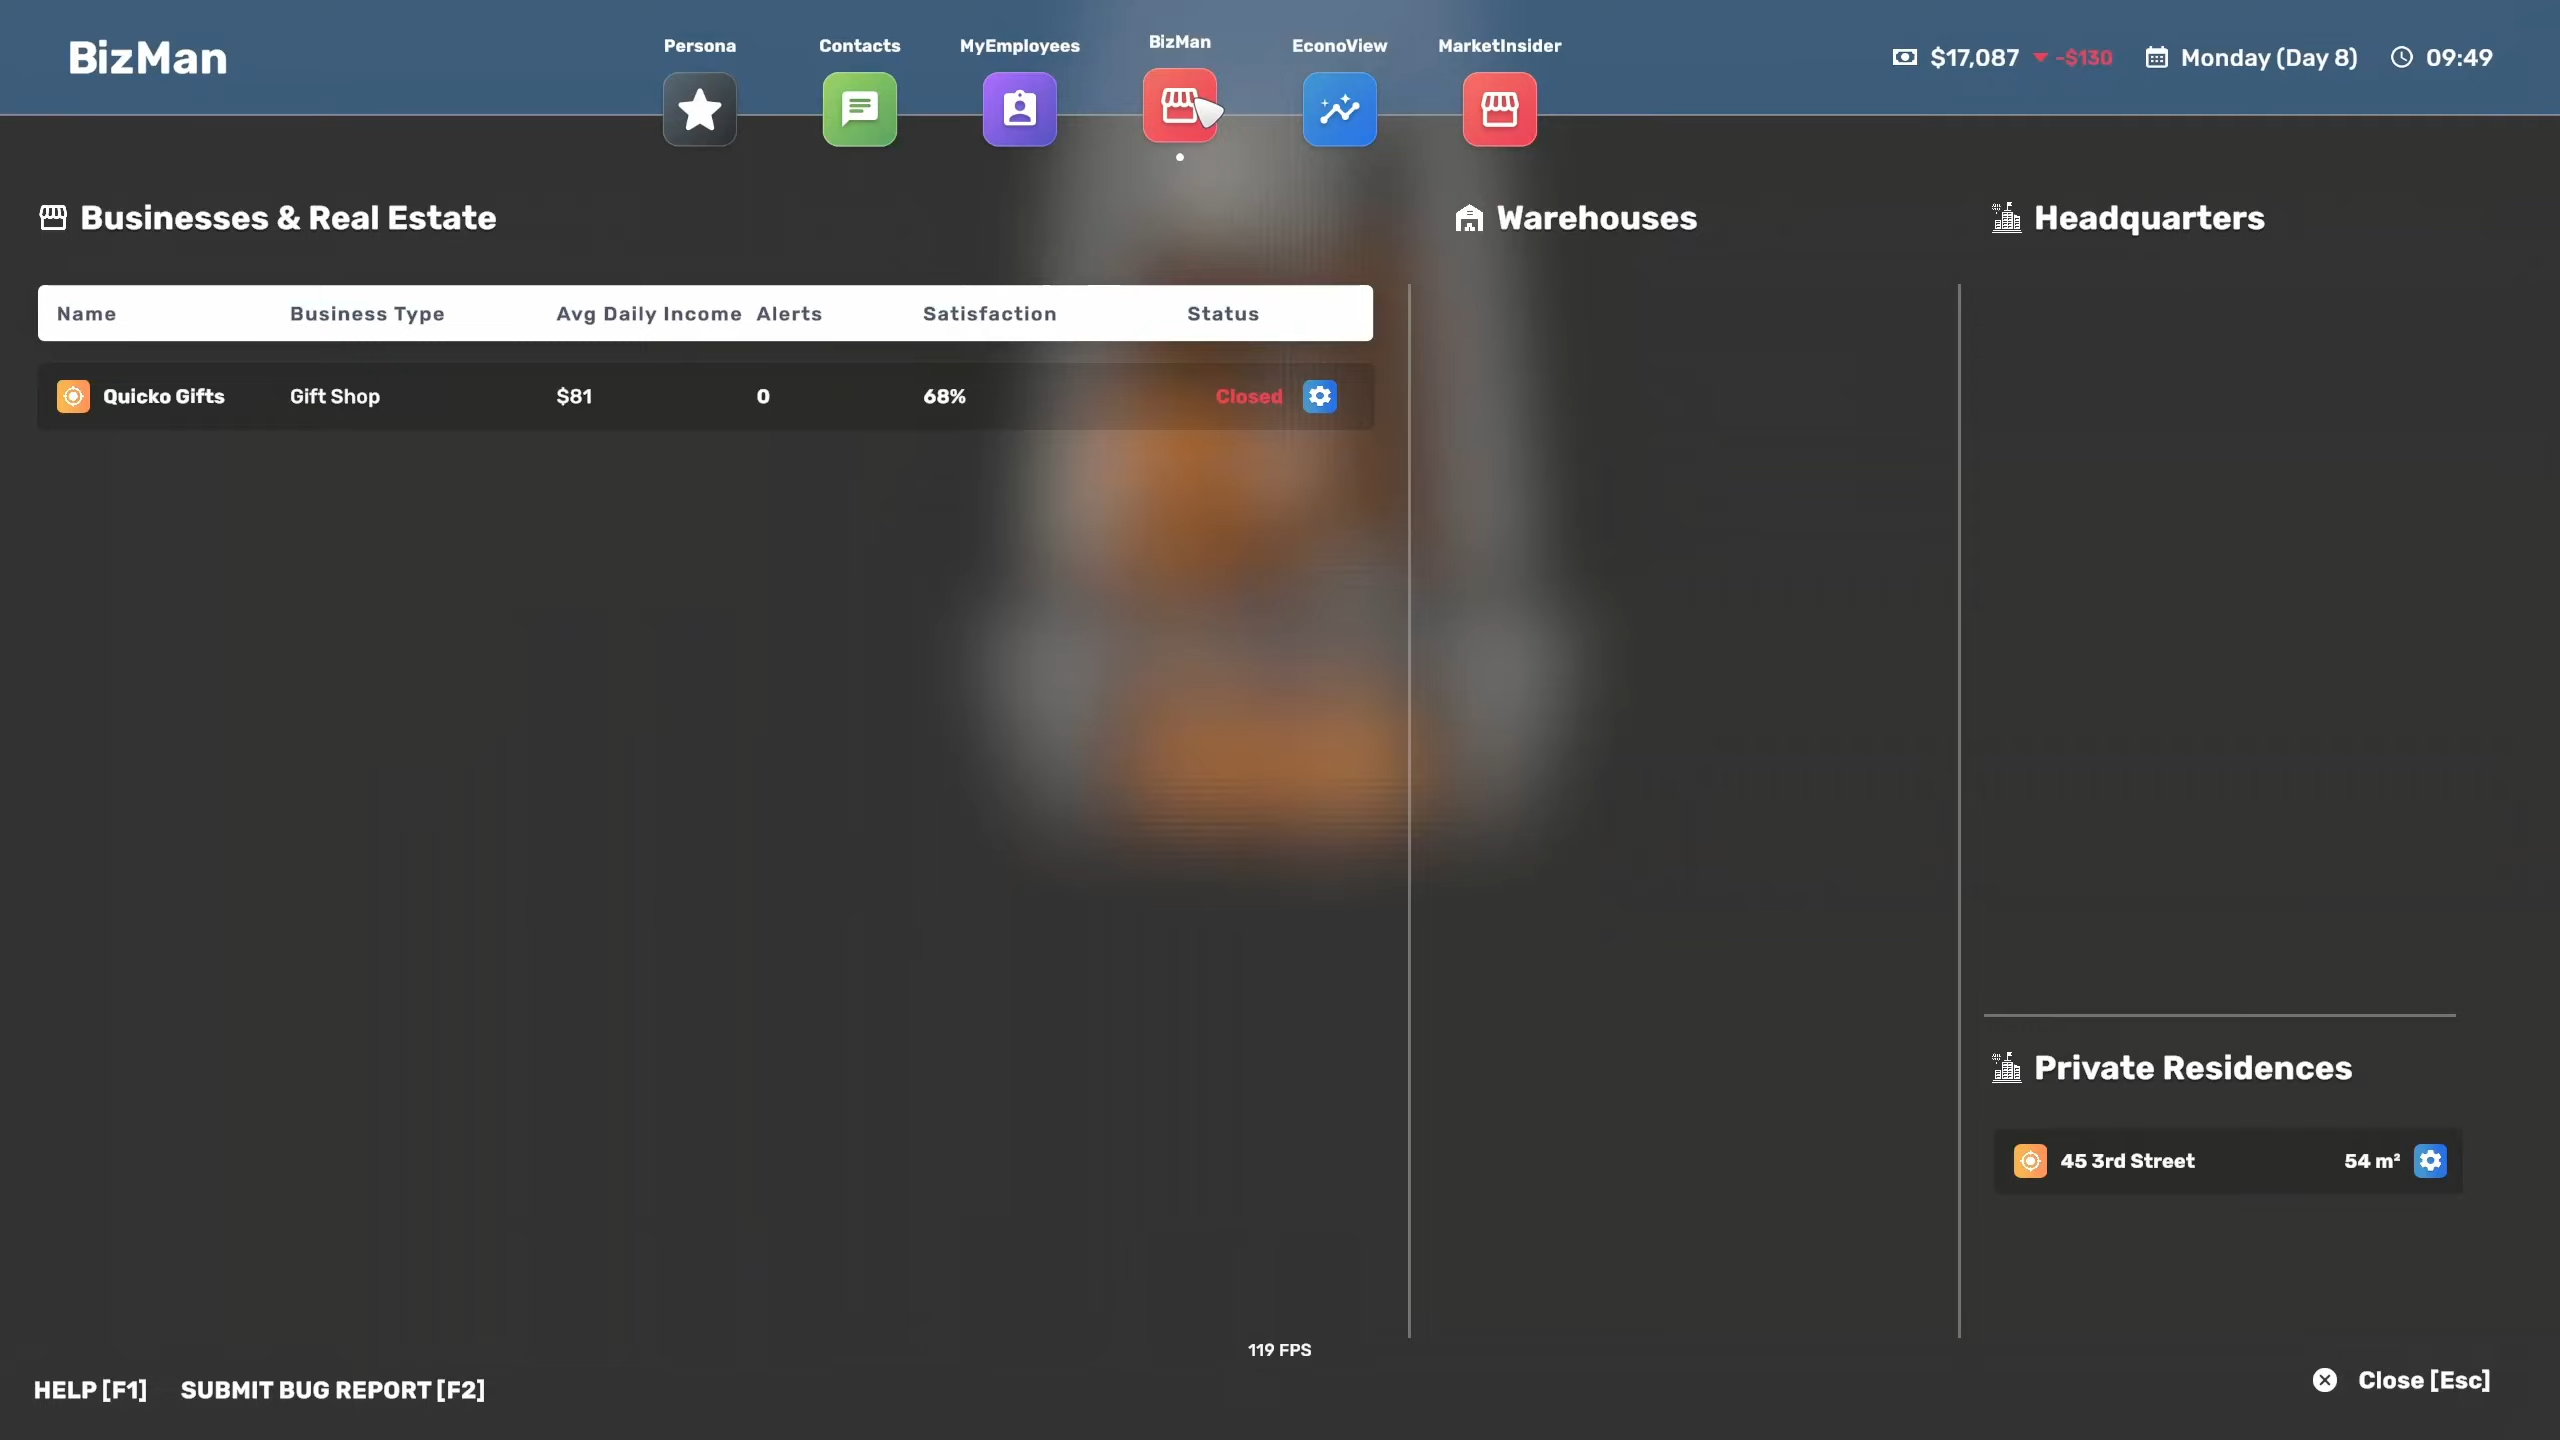 BizMan
Persona
Contacts
MyEmployees
BizMan
EconoView
MarketInsider
$17,087 -$130
Monday (Day 8)
09:49
Businesses & Real Estate
Warehouses
Headquarters
Name Business Type Avg Daily Income Alerts Satisfaction Status
Quicko Gifts Gift Shop $81 0 68% Closed
Private Residences
45 3rd Street 54 m²
119 FPS
HELP [F1] SUBMIT BUG REPORT [F2]
Close [Esc]